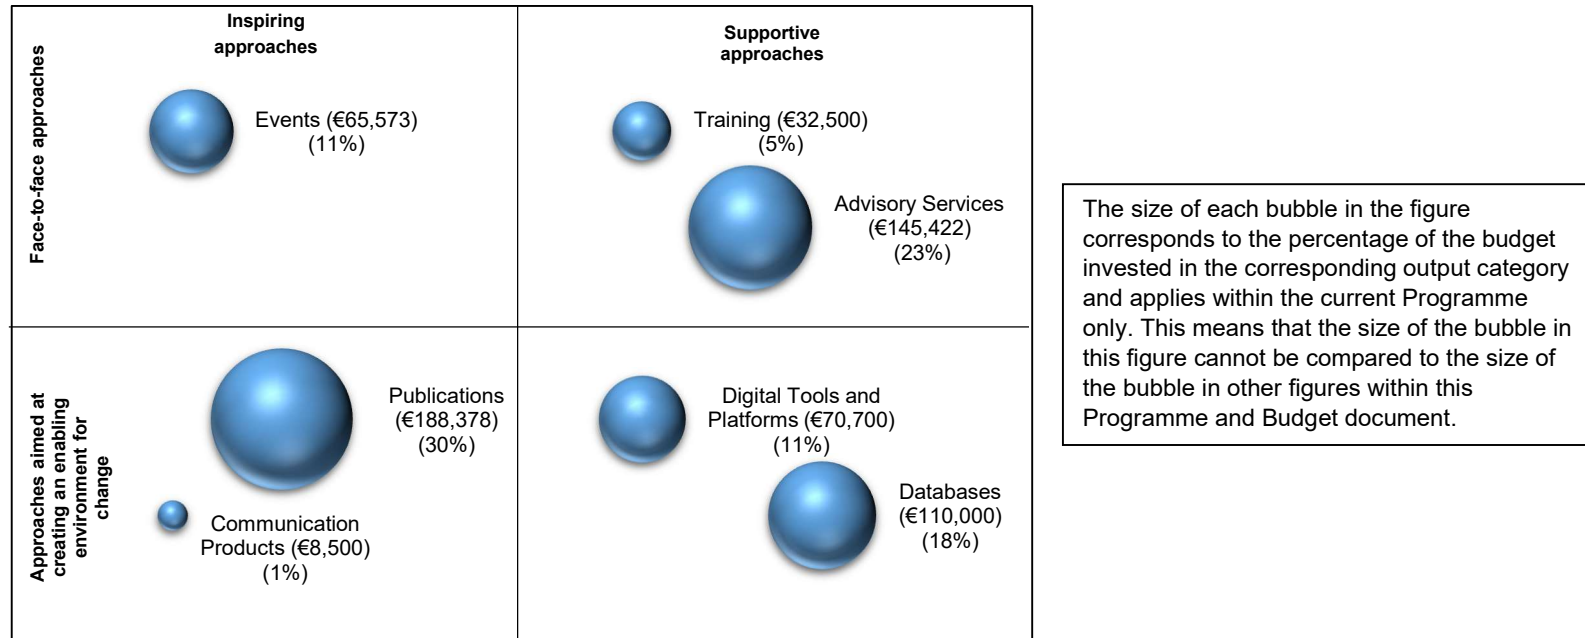 Inspiring
approaches
Supportive
approaches
Face-to-face approaches
Events (€65,573)
(11%)
Training (€32,500)
(5%)
Advisory Services
(€145,422)
(23%)
Approaches aimed at
creating an enabling
environment for
change
Publications
(€188,378)
(30%)
Communication
Products (€8,500)
(1%)
Digital Tools and
Platforms (€70,700)
(11%)
Databases
(€110,000)
(18%)
The size of each bubble in the figure
corresponds to the percentage of the budget
invested in the corresponding output category
and applies within the current Programme
only. This means that the size of the bubble in
this figure cannot be compared to the size of
the bubble in other figures within this
Programme and Budget document.